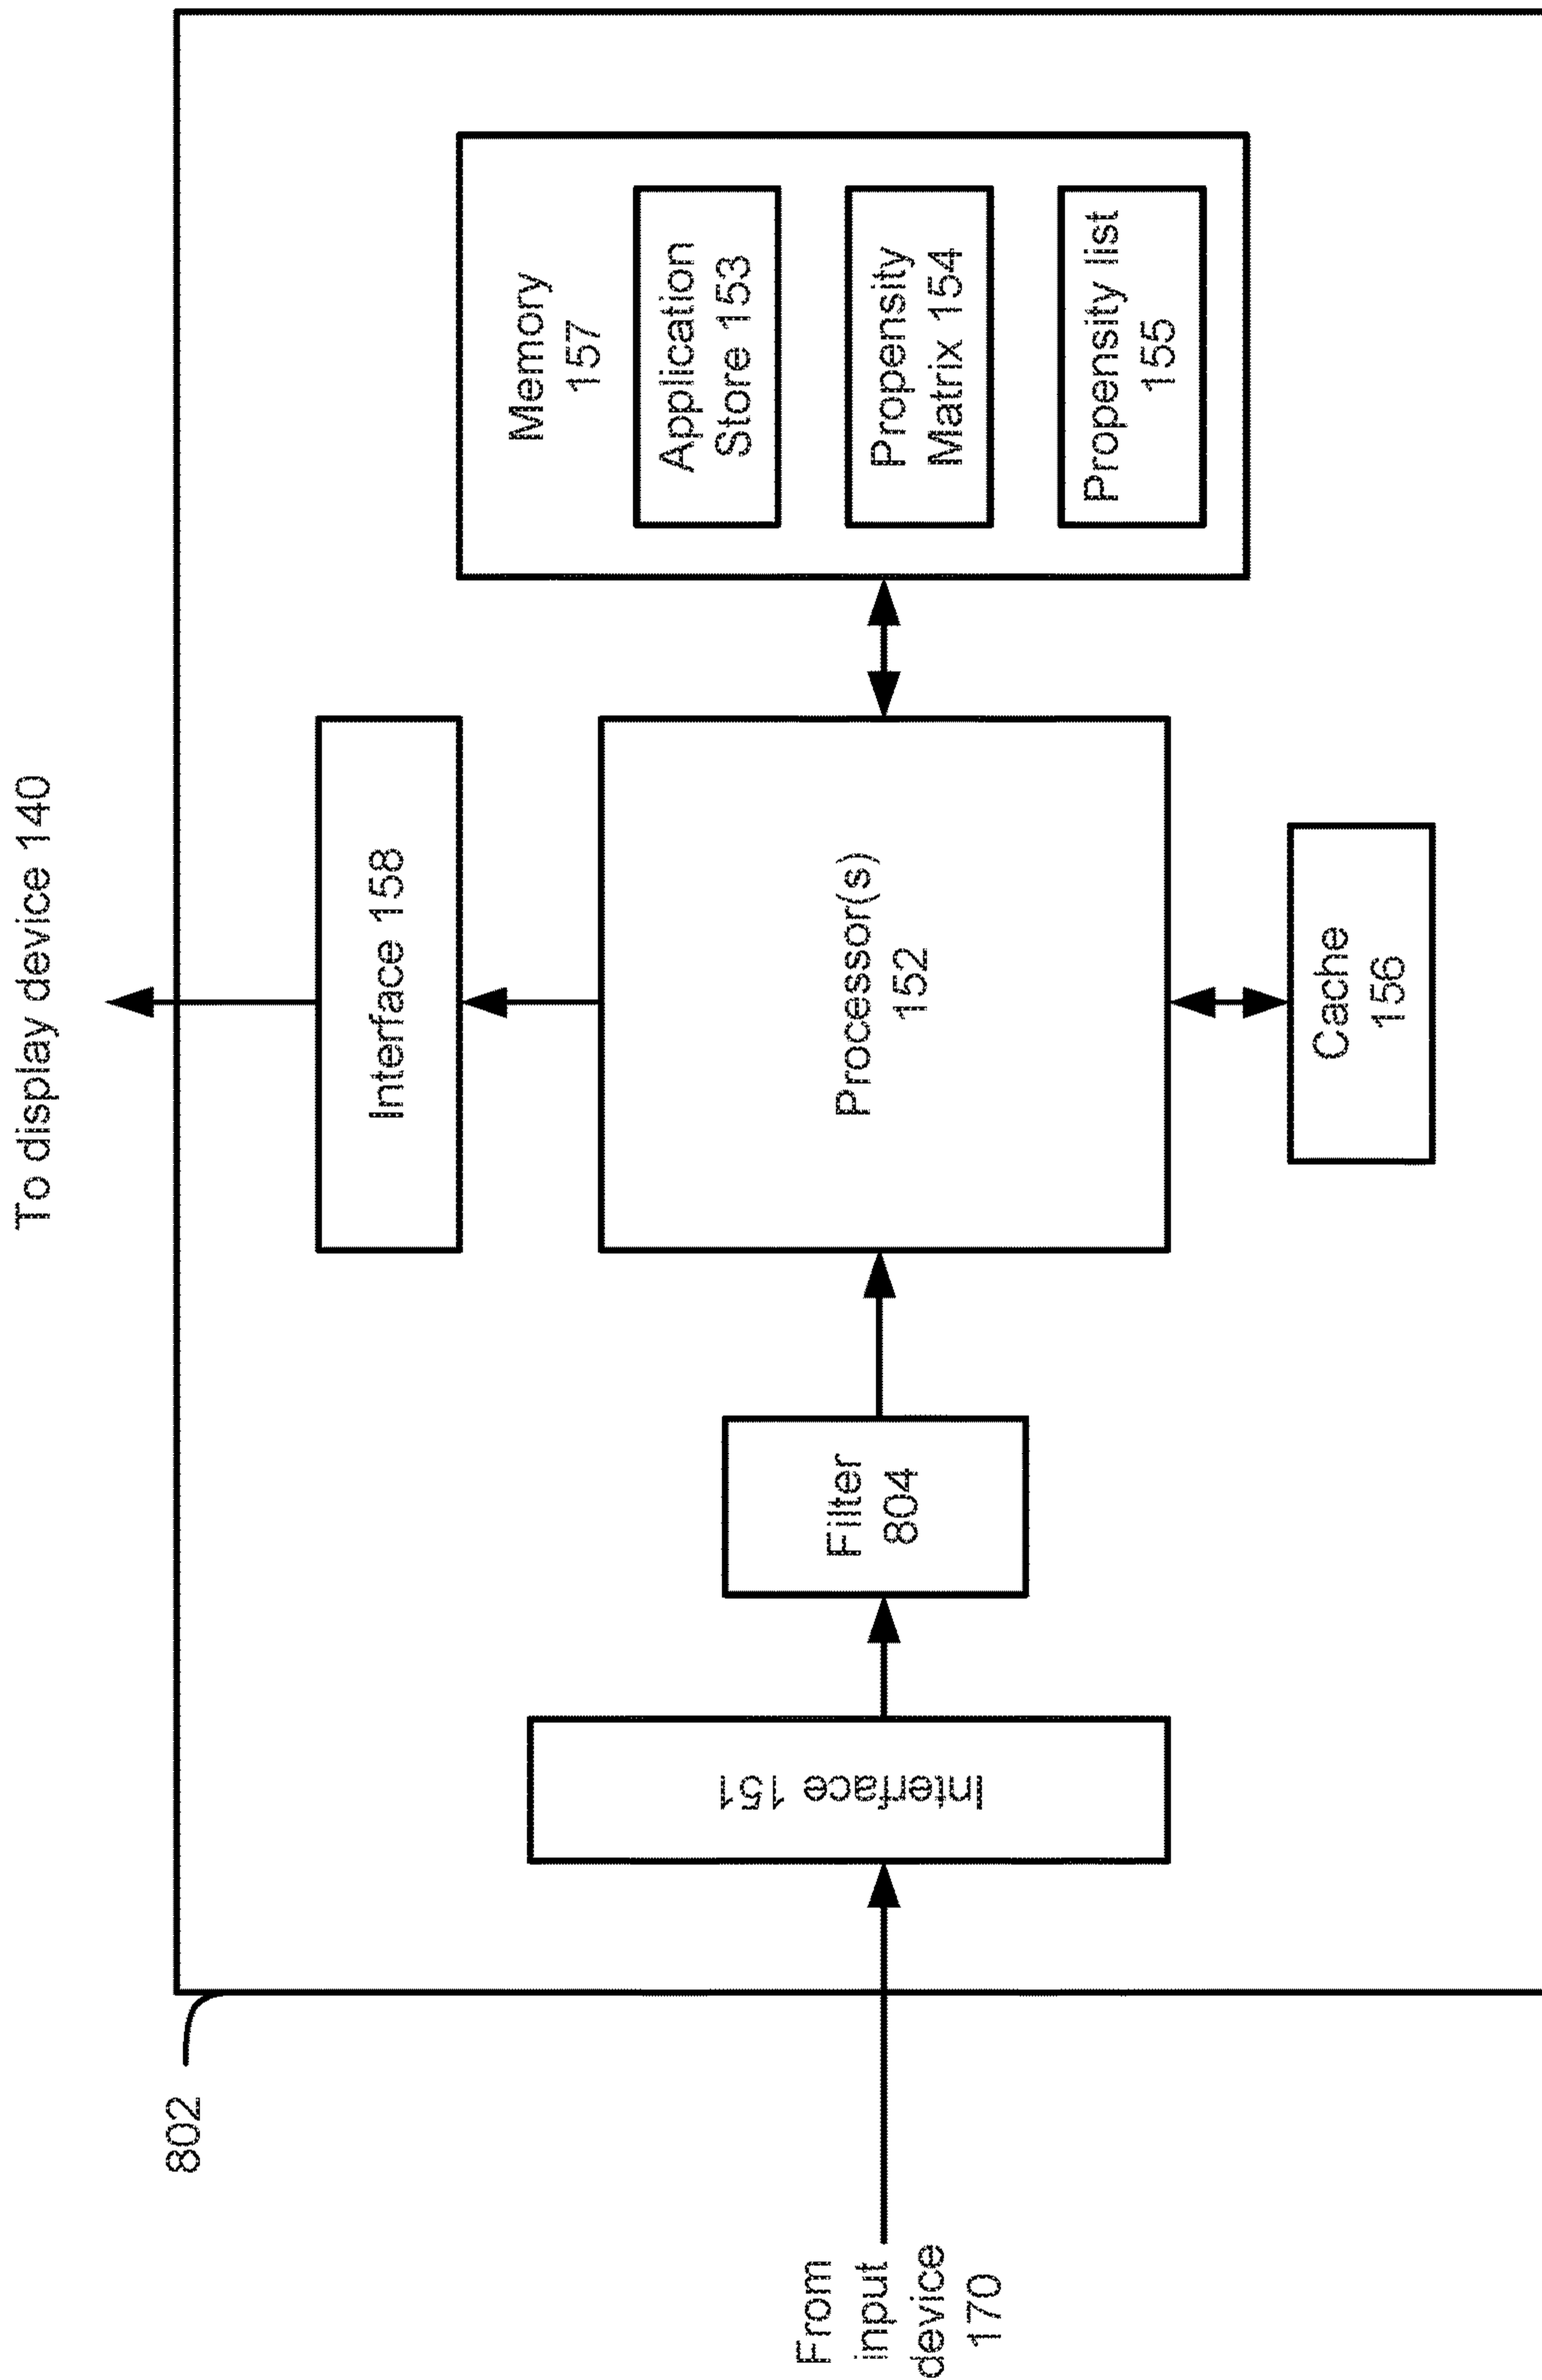 To display device 140
802
Interface 158
Memory
157
Application
Store 153
Propensity
Matrix 154
Propensity list
155
Processor(s)
152
Filter
804
Interface 151
From
input
device
170
Cache
156